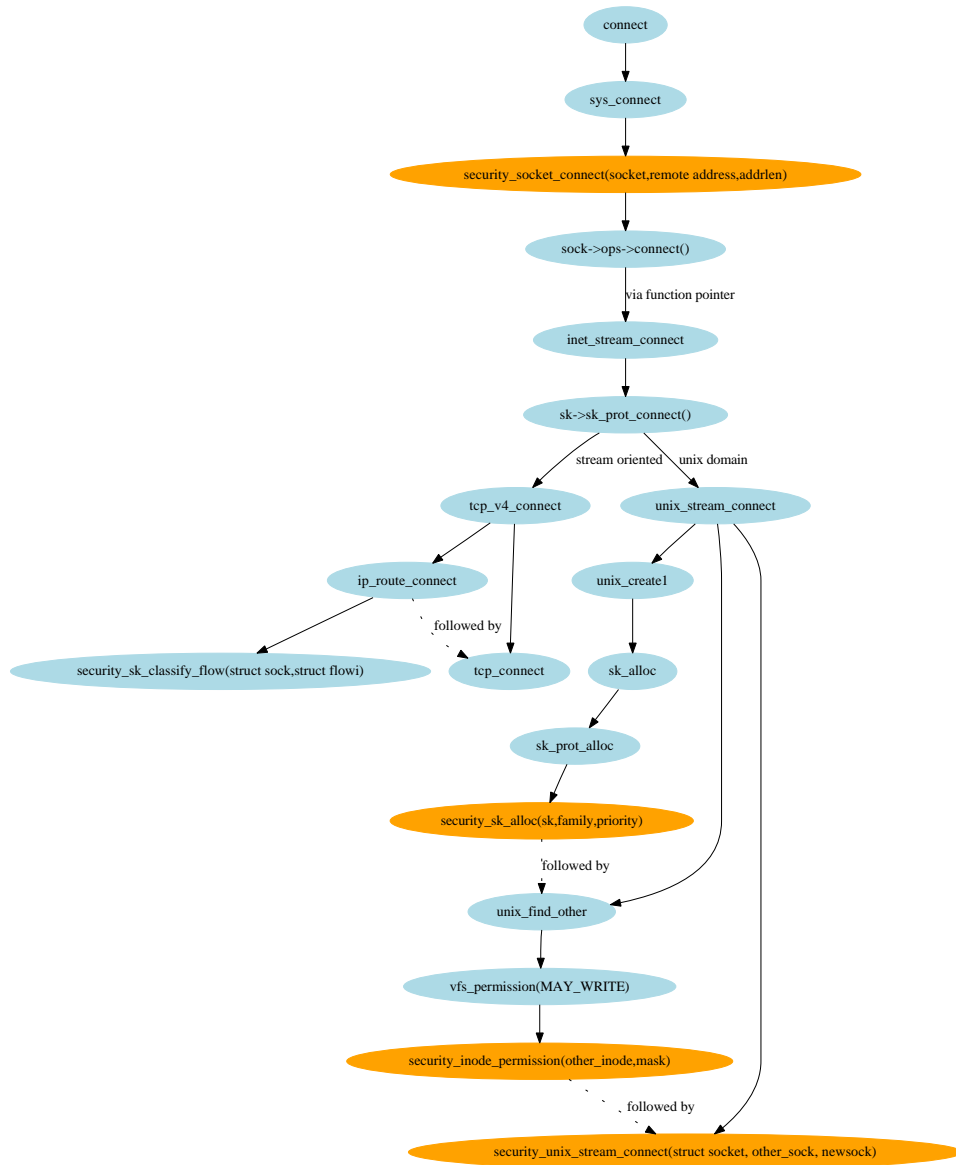 connect
sys_connect
security_socket_connect(socket,remote address,addrlen)
sock->ops->connect()
via function pointer
inet_stream_connect
sk->sk_prot_connect()
stream oriented
unix domain
tcp_v4_connect
unix_stream_connect
ip_route_connect
unix_create1
followed by
security_sk_classify_flow(struct sock,struct flowi)
tcp_connect
sk_alloc
sk_prot_alloc
security_sk_alloc(sk,family,priority)
followed by
unix_find_other
vfs_permission(MAY_WRITE)
security_inode_permission(other_inode,mask)
followed by
security_unix_stream_connect(struct socket, other_sock, newsock)